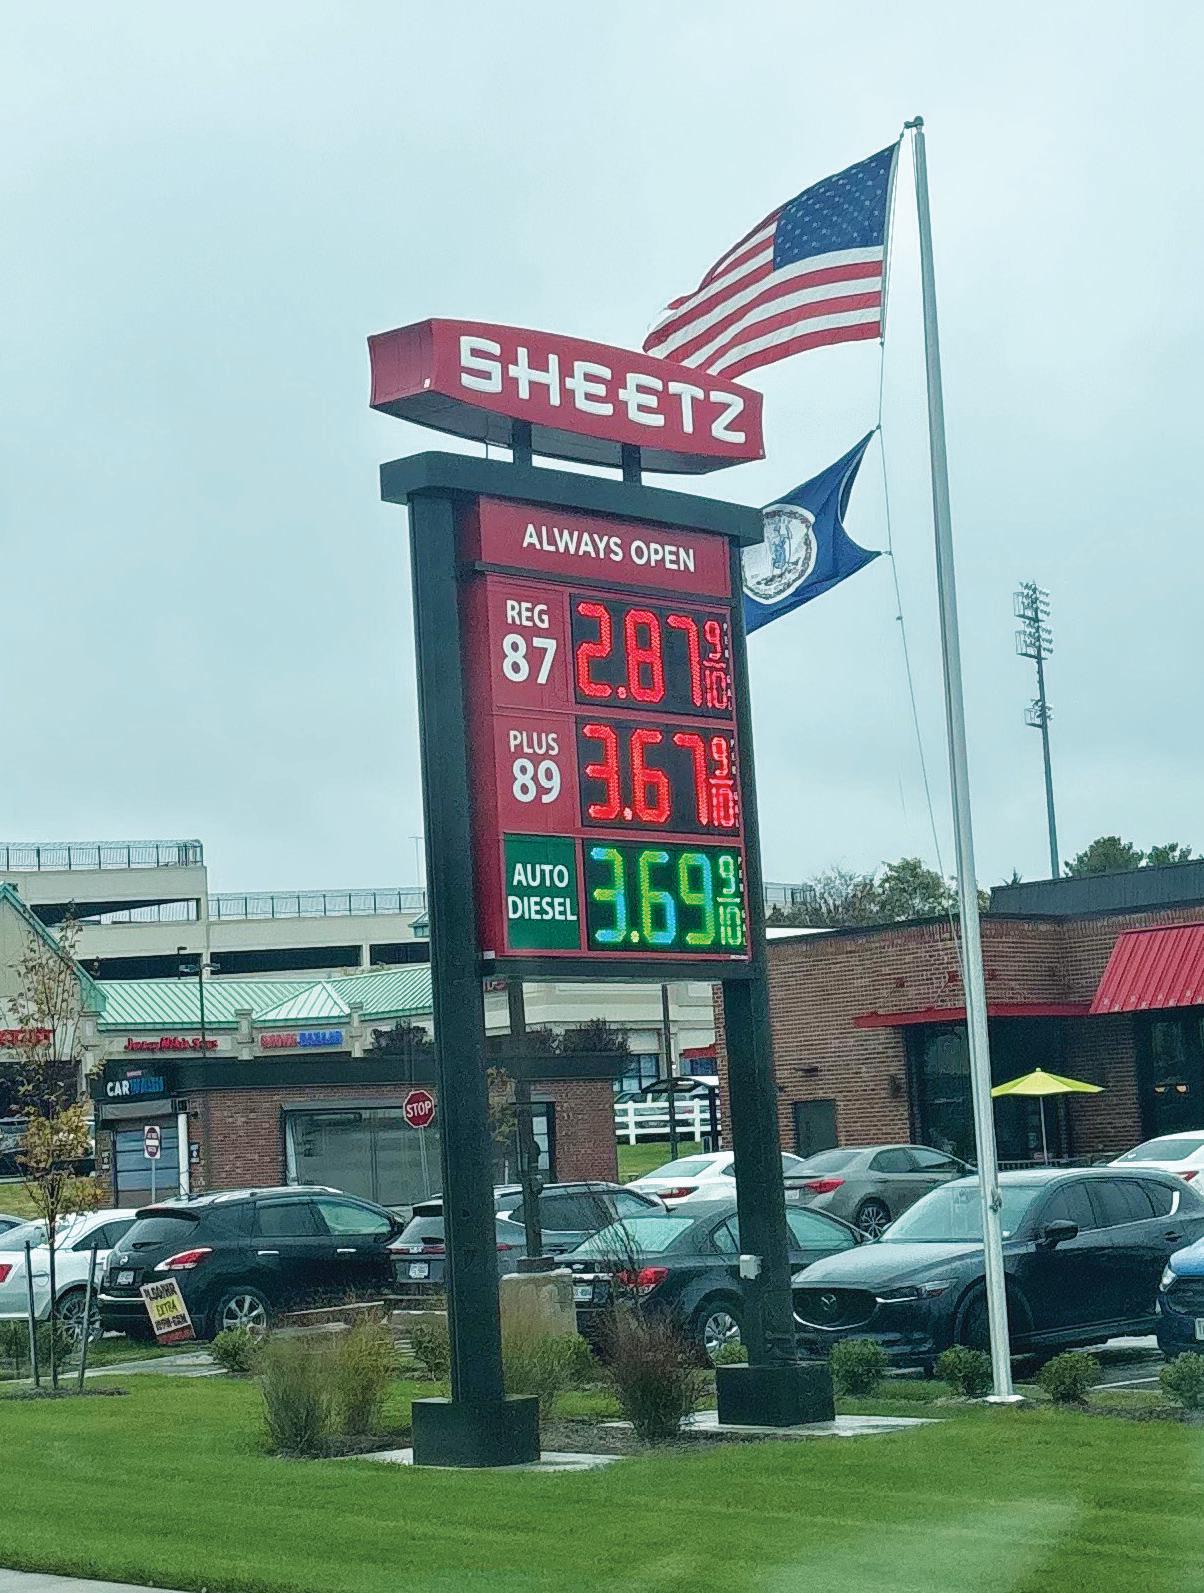 SHEETZ
ALWAYS OPEN
REG
87
2.87 9/10
PLUS
89
3.67 9/10
AUTO
DIESEL
3.69 9/10
CAR WASH
STOP
EXTRA